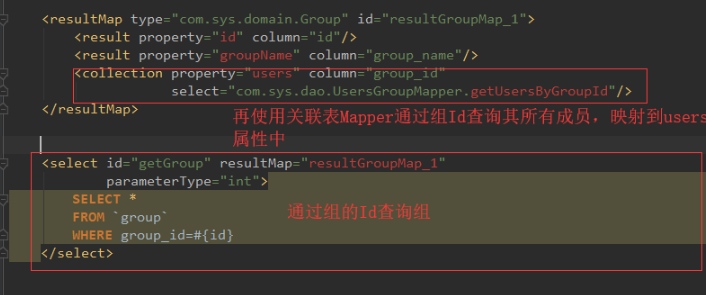 <resultMap type="com.sys.domain.Group" id="resultGroupMap_1">
<result property="id" column="id"/>
<result property="groupName" column="group_name"/>
<collection property="users" column="group_id"
select="com.sys.dao.UsersGroupMapper.getUsersByGroupId"/>
</resultMap>
再使用关联表Mapper通过组Id查询其所有成员，映射到users
属性中
<select id="getGroup" resultMap="resultGroupMap_1"
parameterType="int">
SELECT *
FROM `group`
通过组的Id查询组
WHERE group_id=#{id}
</select>